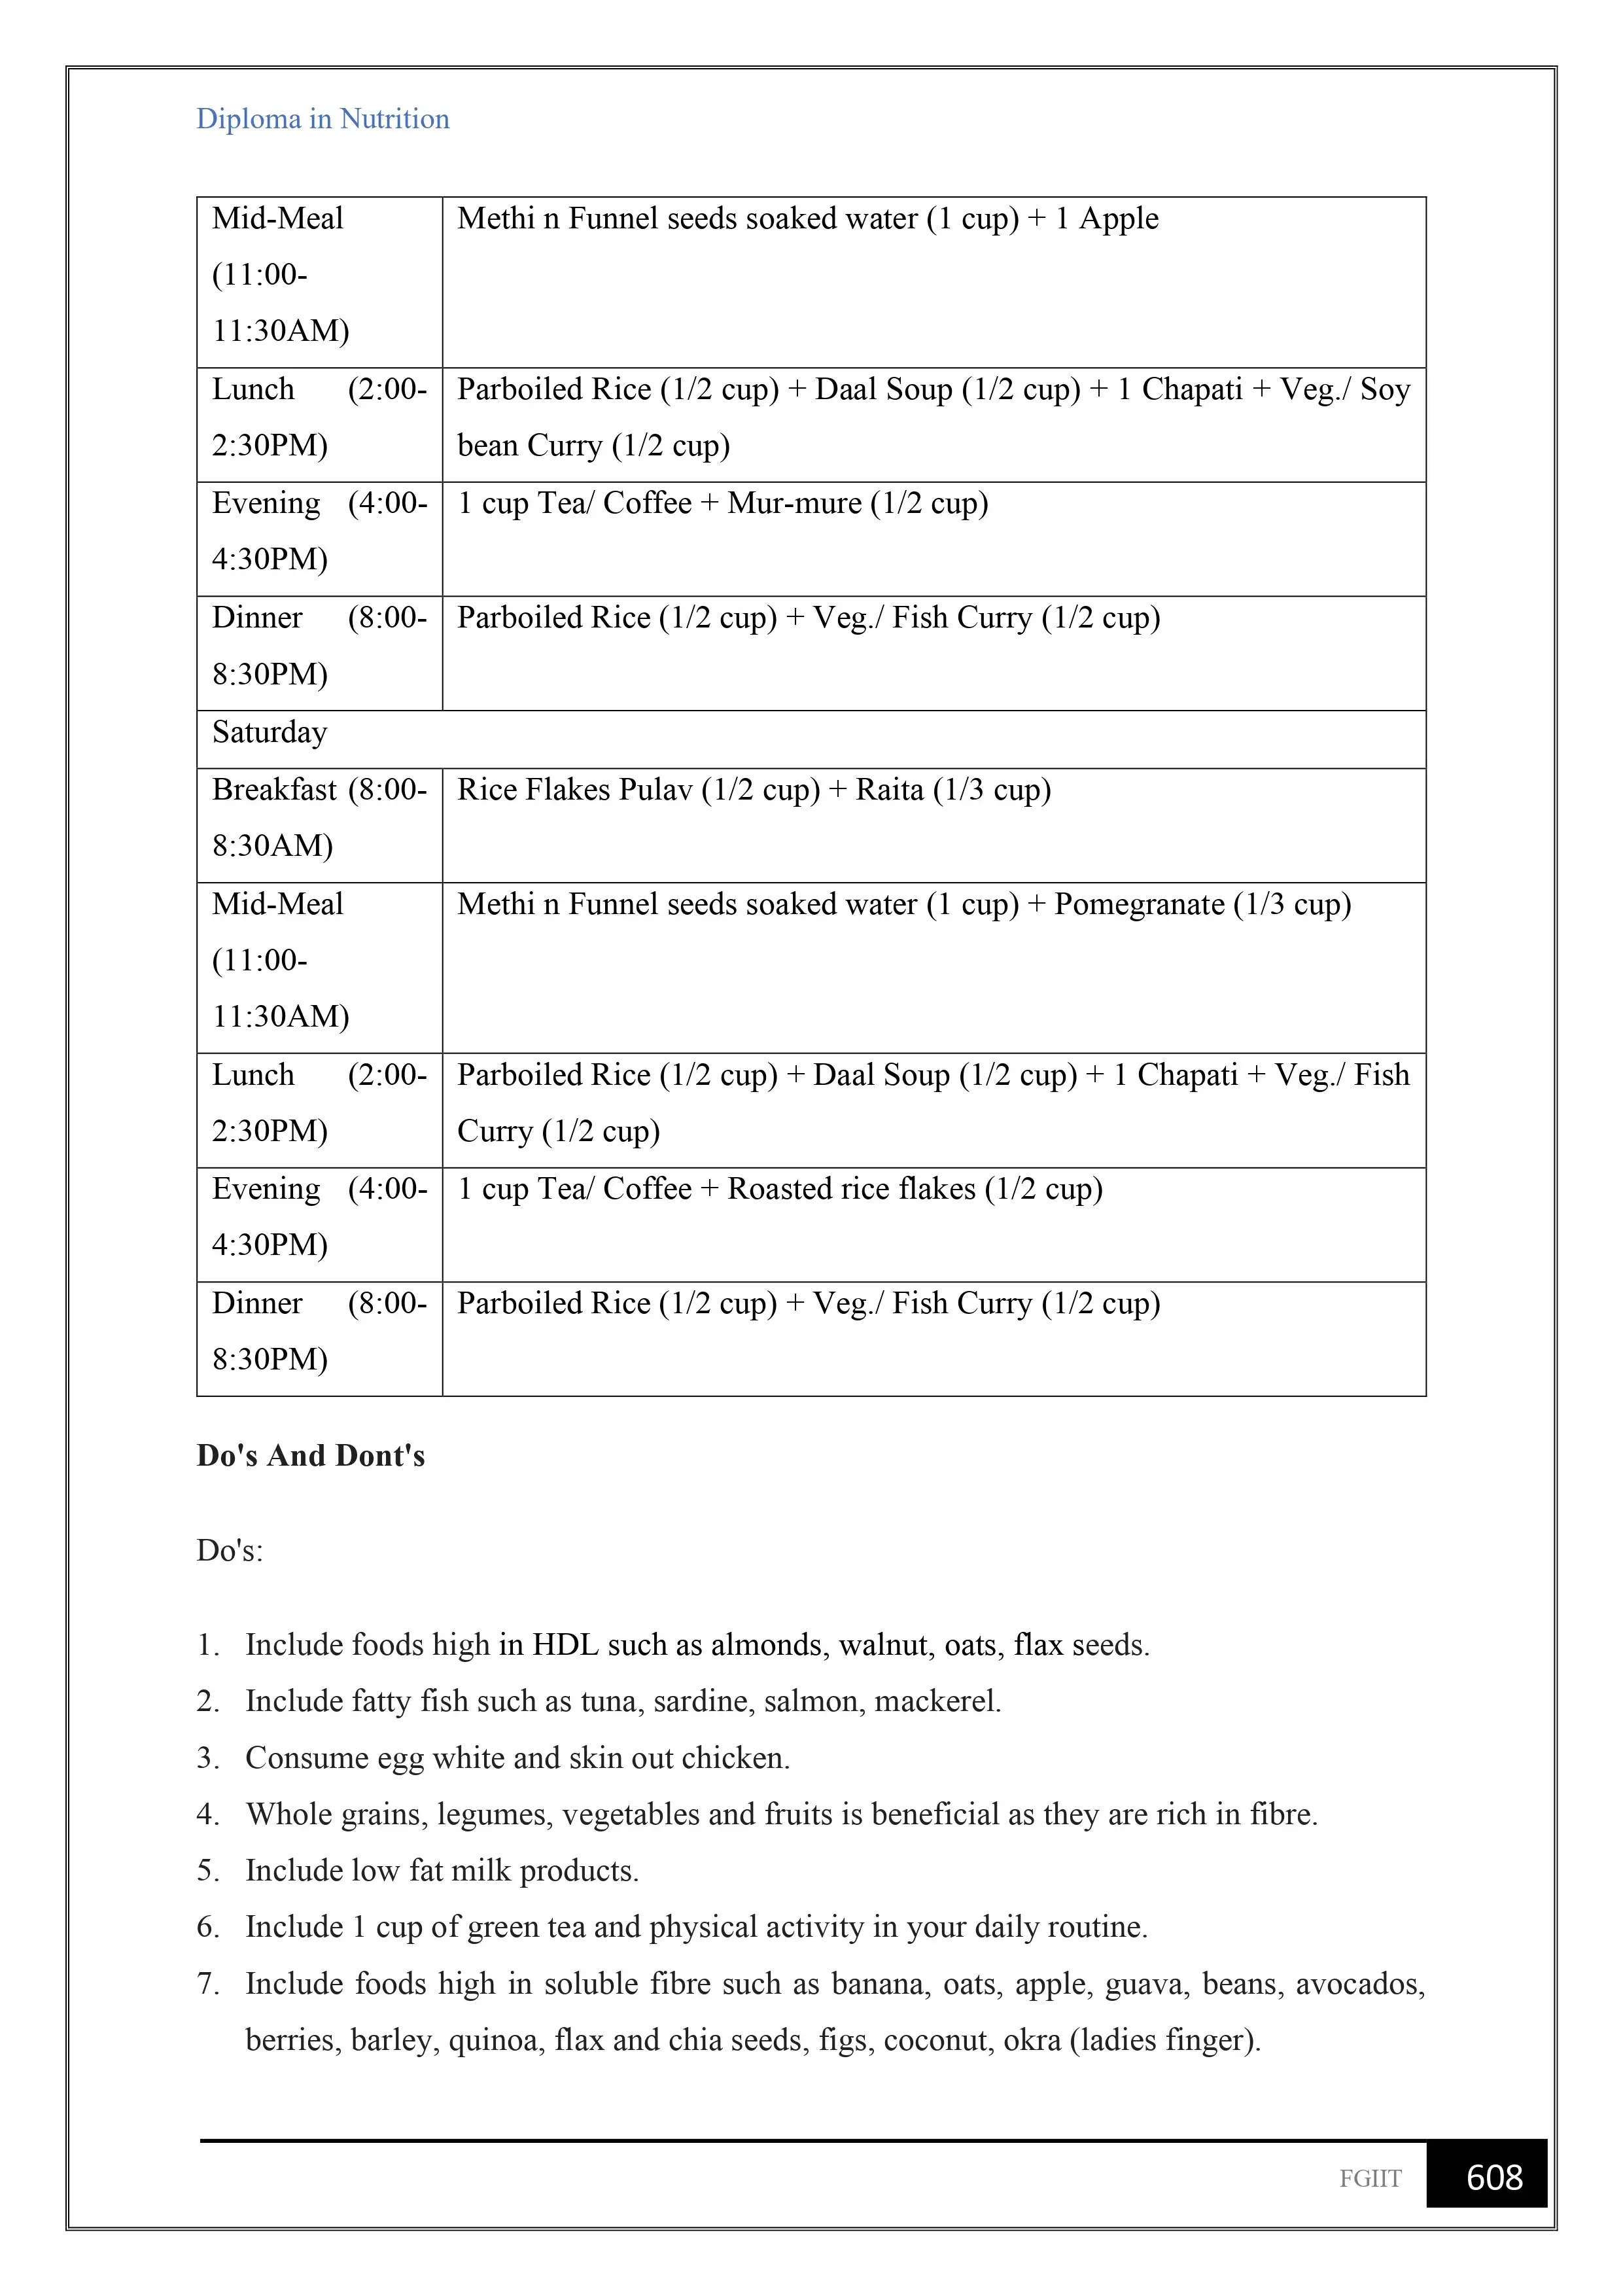 Diploma in Nutrition
Mid-Meal
(11:00-
11:30AM)
Methi n Funnel seeds soaked water (1 cup) + 1 Apple
Lunch (2:00-
2:30PM)
Parboiled Rice (1/2 cup) + Daal Soup (1/2 cup) + 1 Chapati + Veg./ Soy
bean Curry (1/2 cup)
Evening (4:00-
4:30PM)
1 cup Tea/ Coffee + Mur-mure (1/2 cup)
Dinner (8:00-
8:30PM)
Parboiled Rice (1/2 cup) + Veg./ Fish Curry (1/2 cup)
Saturday
Breakfast (8:00-
8:30AM)
Rice Flakes Pulav (1/2 cup) + Raita (1/3 cup)
Mid-Meal
(11:00-
11:30AM)
Methi n Funnel seeds soaked water (1 cup) + Pomegranate (1/3 cup)
Lunch (2:00-
2:30PM)
Parboiled Rice (1/2 cup) + Daal Soup (1/2 cup) + 1 Chapati + Veg./ Fish
Curry (1/2 cup)
Evening (4:00-
4:30PM)
1 cup Tea/ Coffee + Roasted rice flakes (1/2 cup)
Dinner (8:00-
8:30PM)
Parboiled Rice (1/2 cup) + Veg./ Fish Curry (1/2 cup)
Do's And Dont's
Do's:
1. Include foods high in HDL such as almonds, walnut, oats, flax seeds.
2. Include fatty fish such as tuna, sardine, salmon, mackerel.
3. Consume egg white and skin out chicken.
4. Whole grains, legumes, vegetables and fruits is beneficial as they are rich in fibre.
5. Include low fat milk products.
6. Include 1 cup of green tea and physical activity in your daily routine.
7. Include foods high in soluble fibre such as banana, oats, apple, guava, beans, avocados,
berries, barley, quinoa, flax and chia seeds, figs, coconut, okra (ladies finger).
FGIIT 608